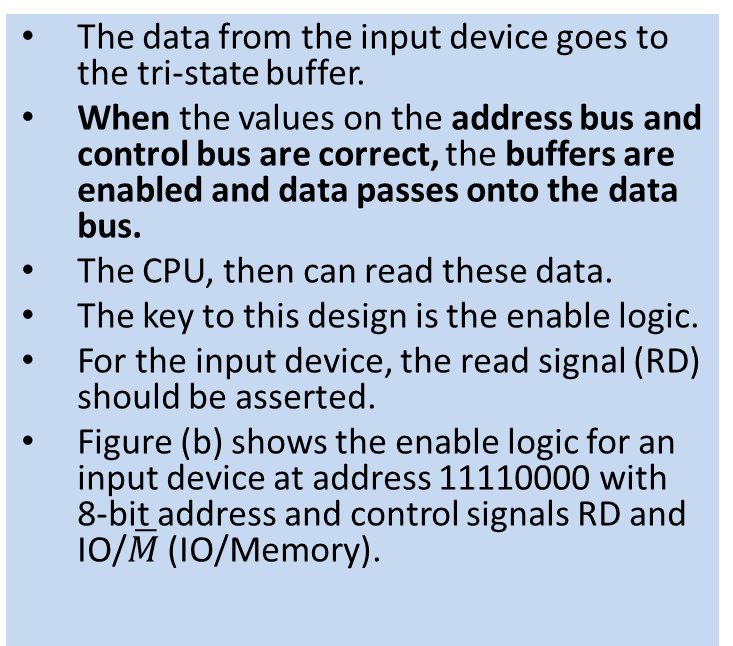 • The data from the input device goes to
the tri-state buffer.
• When the values on the address bus and
control bus are correct, the buffers are
enabled and data passes onto the data
bus.
• The CPU, then can read these data.
• The key to this design is the enable logic.
• For the input device, the read signal (RD)
should be asserted.
• Figure (b) shows the enable logic for an
input device at address 11110000 with
8-bit address and control signals RD and
IO/M̅ (IO/Memory).